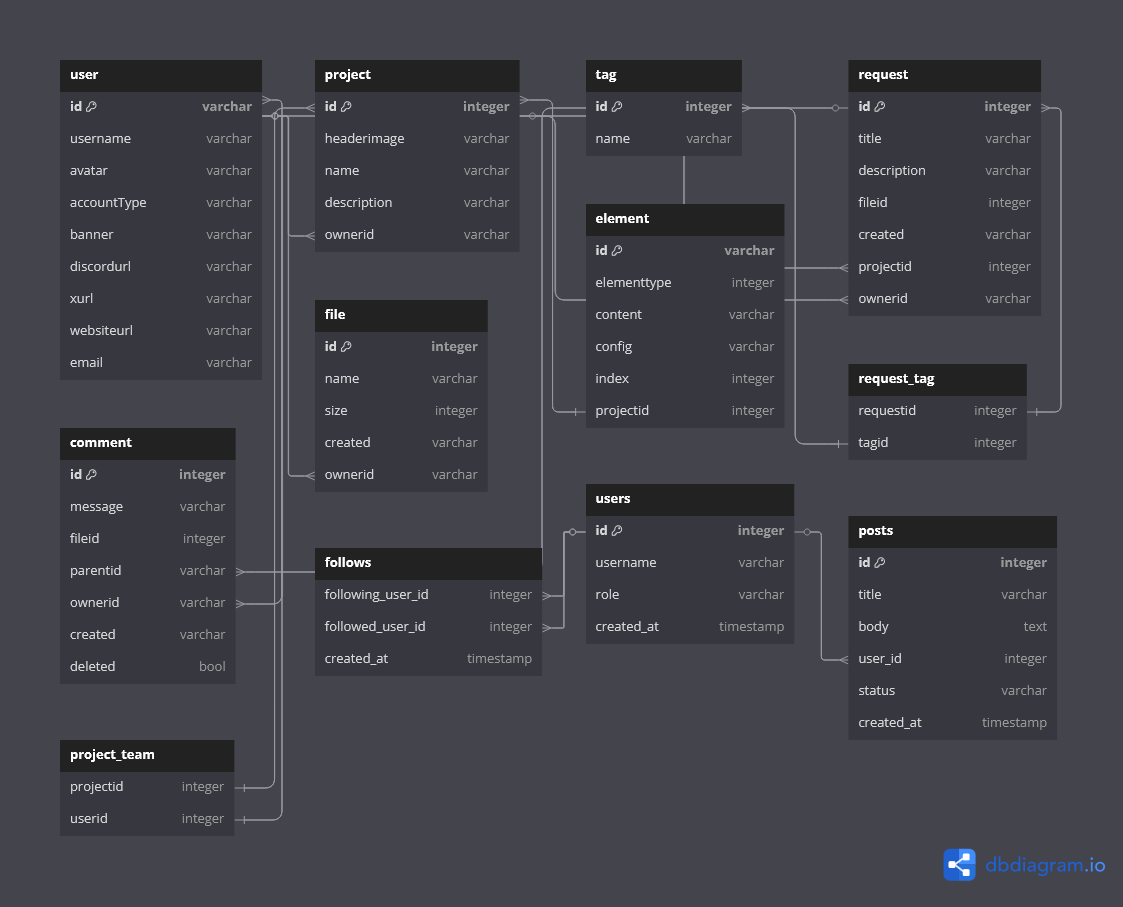 user
id varchar
username varchar
avatar varchar
accountType varchar
banner varchar
discordurl varchar
xurl varchar
websiteurl varchar
email varchar
project
id integer
headerimage varchar
name varchar
description varchar
ownerid varchar
tag
id integer
name varchar
request
id integer
title varchar
description varchar
fileid integer
created varchar
projectid integer
ownerid varchar
element
id varchar
elementtype integer
content varchar
config varchar
index integer
projectid integer
file
id integer
name varchar
size integer
created varchar
ownerid varchar
request_tag
requestid integer
tagid integer
comment
id integer
message varchar
fileid integer
parentid varchar
ownerid varchar
created varchar
deleted bool
users
id integer
username varchar
role varchar
created_at timestamp
posts
id integer
title varchar
body text
user_id integer
status varchar
created_at timestamp
follows
following_user_id integer
followed_user_id integer
created_at timestamp
project_team
projectid integer
userid integer
dbdiagram.io